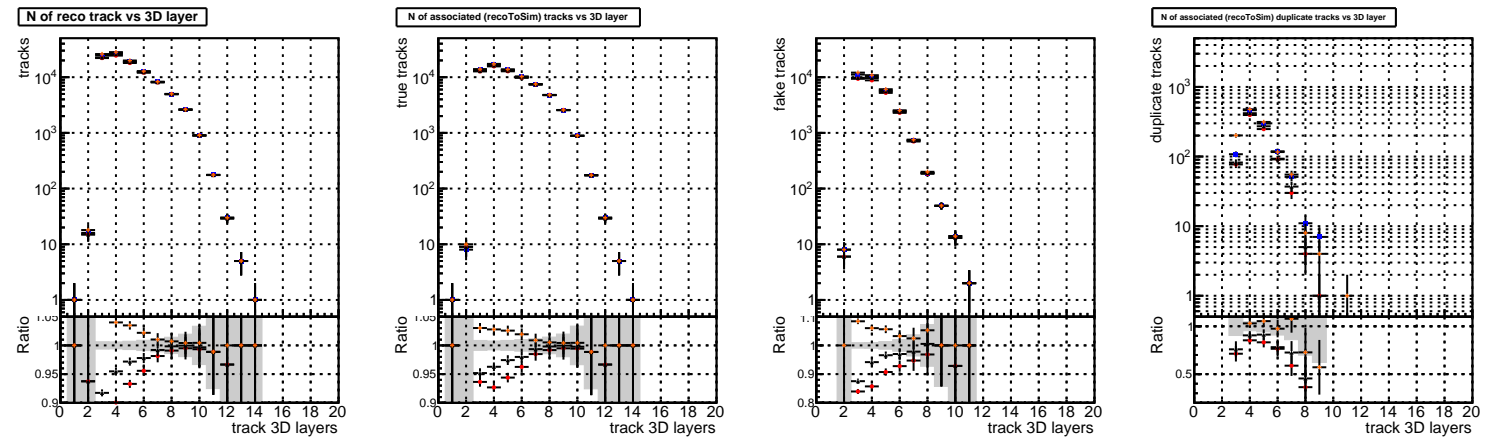 N of reco track vs 3D layer
tracks
10⁴
10³
10²
10
1
Ratio
1.05
1
0.95
0.9
0 2 4 6 8 10 12 14 16 18 20
track 3D layers
N of associated (recoToSim) tracks vs 3D layer
true tracks
10⁴
10³
10²
10
1
Ratio
1.05
1
0.95
0.9
0 2 4 6 8 10 12 14 16 18 20
track 3D layers
fake tracks
10⁴
10³
10²
10
1
Ratio
1.1
1
0.9
0.8
0 2 4 6 8 10 12 14 16 18 20
track 3D layers
N of associated (recoToSim) duplicate tracks vs 3D layer
duplicate tracks
10³
10²
10
1
Ratio
1
0.5
0 2 4 6 8 10 12 14 16 18 20
track 3D layers